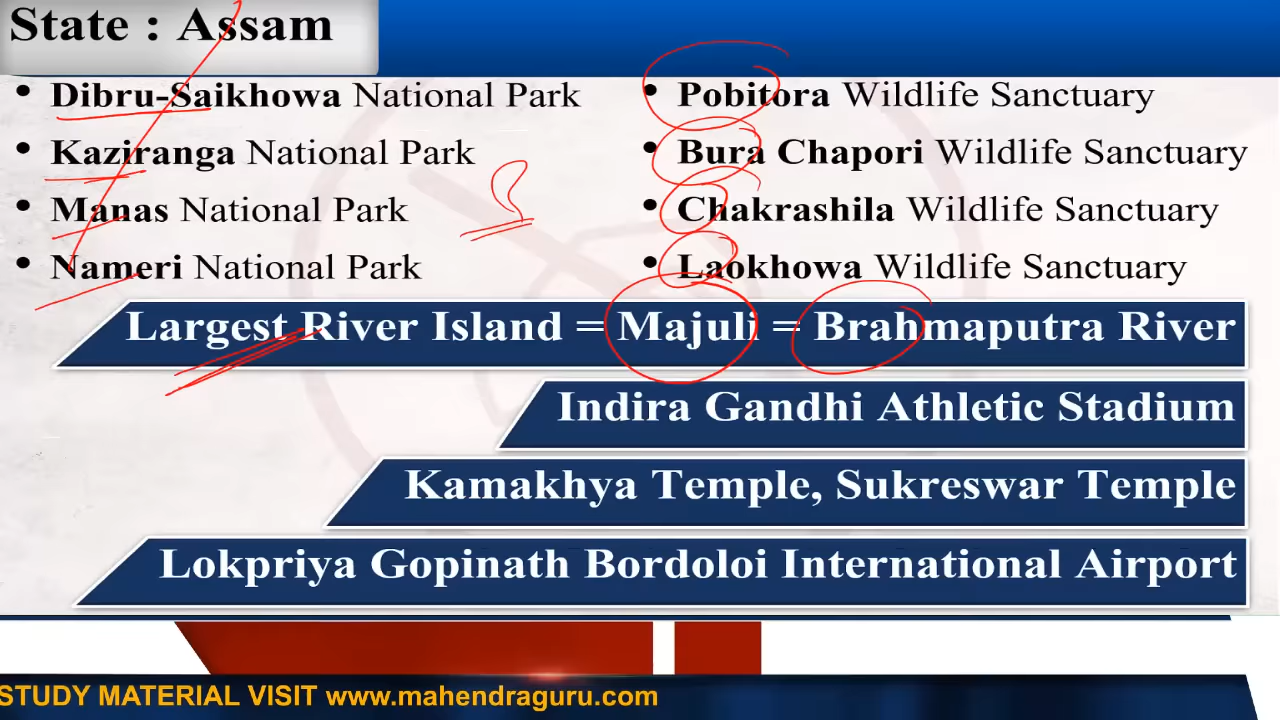 State : Assam
• Dibru-Saikhowa National Park
• Kaziranga National Park
• Manas National Park
• Nameri National Park
• Pobitora Wildlife Sanctuary
• Bura Chapori Wildlife Sanctuary
• Chakrashila Wildlife Sanctuary
• Laokhowa Wildlife Sanctuary
Largest River Island = Majuli = Brahmaputra River
Indira Gandhi Athletic Stadium
Kamakhya Temple, Sukreswar Temple
Lokpriya Gopinath Bordoloi International Airport
STUDY MATERIAL VISIT www.mahendraguru.com